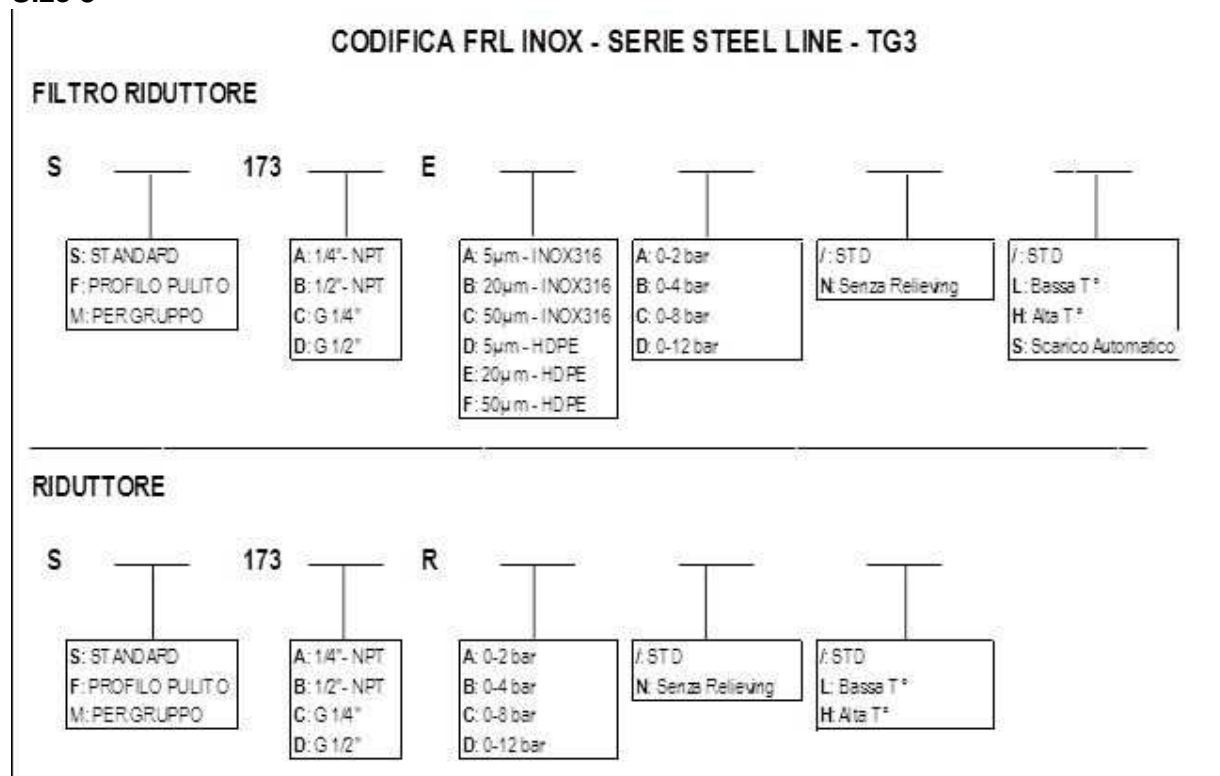 CODIFICA FRL INOX - SERIE STEEL LINE - TG3
FILTRO RIDUTTORE
S 173 E
S: STANDARD
F: PROFILO PULITO
M: PER GRUPPO
A: 1/4"- NPT
B: 1/2"- NPT
C: G 1/4"
D: G 1/2"
A: 5µm - INOX316
B: 20µm - INOX316
C: 50µm - INOX316
D: 5µm - HDPE
E: 20µm - HDPE
F: 50µm - HDPE
A: 0-2 bar
B: 0-4 bar
C: 0-8 bar
D: 0-12 bar
/: STD
N: Senza Relieving
/: STD
L: Bassa T°
H: Alta T°
S: Scarico Automatico
RIDUTTORE
S 173 R
S: STANDARD
F: PROFILO PULITO
M: PER GRUPPO
A: 1/4"- NPT
B: 1/2"- NPT
C: G 1/4"
D: G 1/2"
A: 0-2 bar
B: 0-4 bar
C: 0-8 bar
D: 0-12 bar
/: STD
N: Senza Relieving
/: STD
L: Bassa T°
H: Alta T°